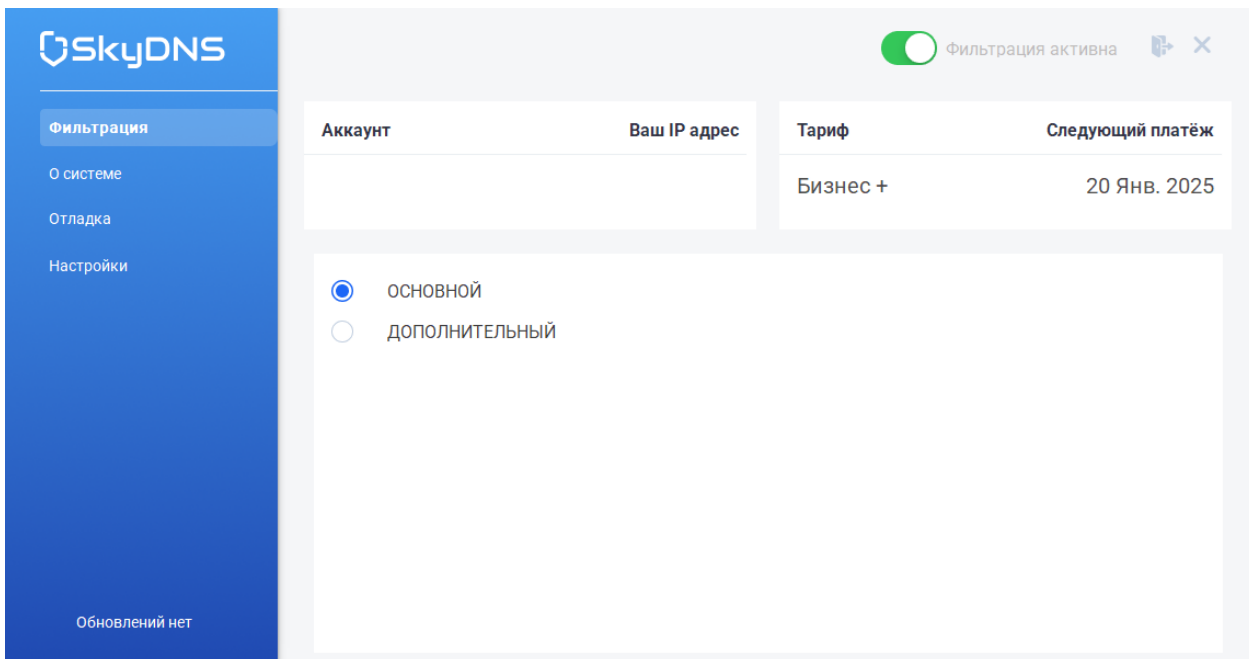 SkyDNS
Фильтрация активна
Фильтрация
О системе
Отладка
Настройки
Обновлений нет
Аккаунт Ваш IP адрес
Тариф Следующий платёж
Бизнес + 20 Янв. 2025
ОСНОВНОЙ
ДОПОЛНИТЕЛЬНЫЙ